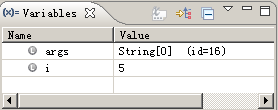 (x)= Variables
Name Value
args String[0] (id=16)
i 5